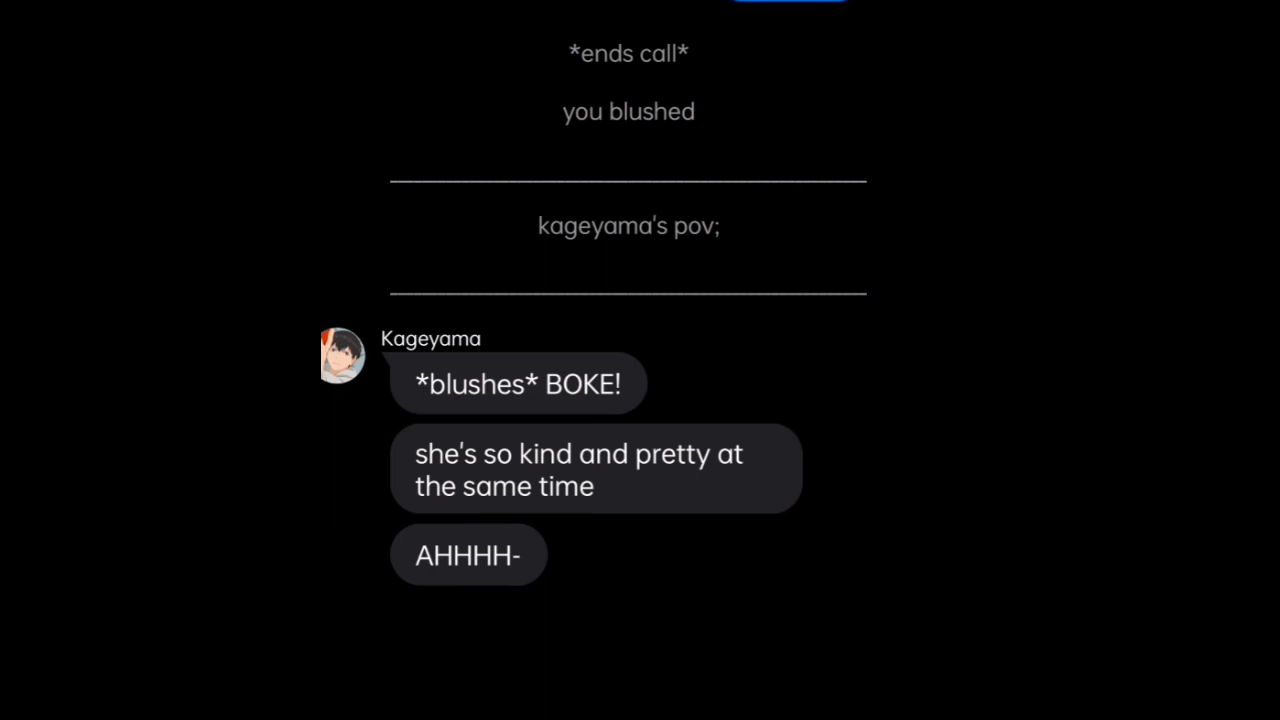 *ends call*
you blushed
kageyama's pov;
Kageyama
*blushes* BOKE!
she's so kind and pretty at
the same time
AHHHH-